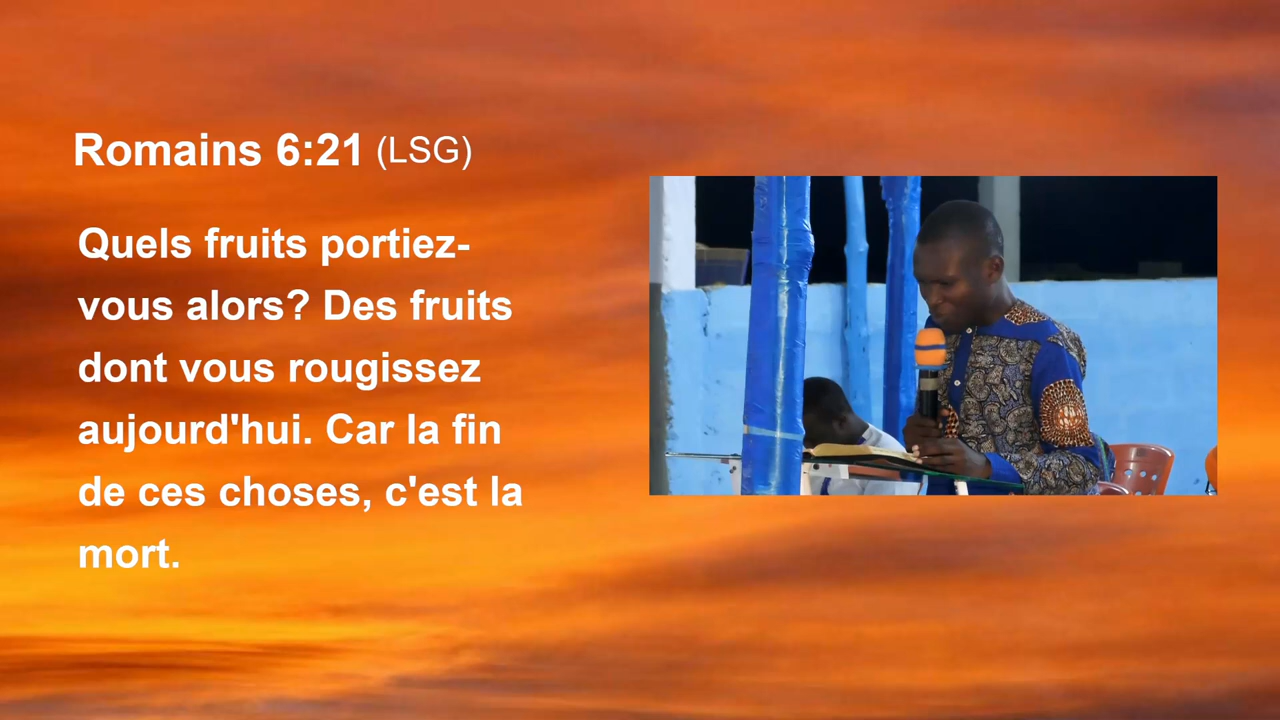 Romains 6:21 (LSG)
Quels fruits portiez-
vous alors? Des fruits
dont vous rougissez
aujourd'hui. Car la fin
de ces choses, c'est la
mort.